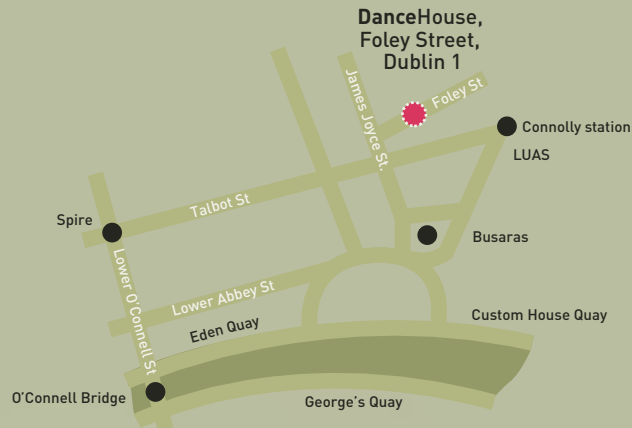 DanceHouse,
Foley Street,
Dublin 1
James Joyce St.
Foley St
Connolly station
LUAS
Talbot St
Spire
Busaras
Lower O'Connell St
Lower Abbey St
Eden Quay
Custom House Quay
O'Connell Bridge
George's Quay